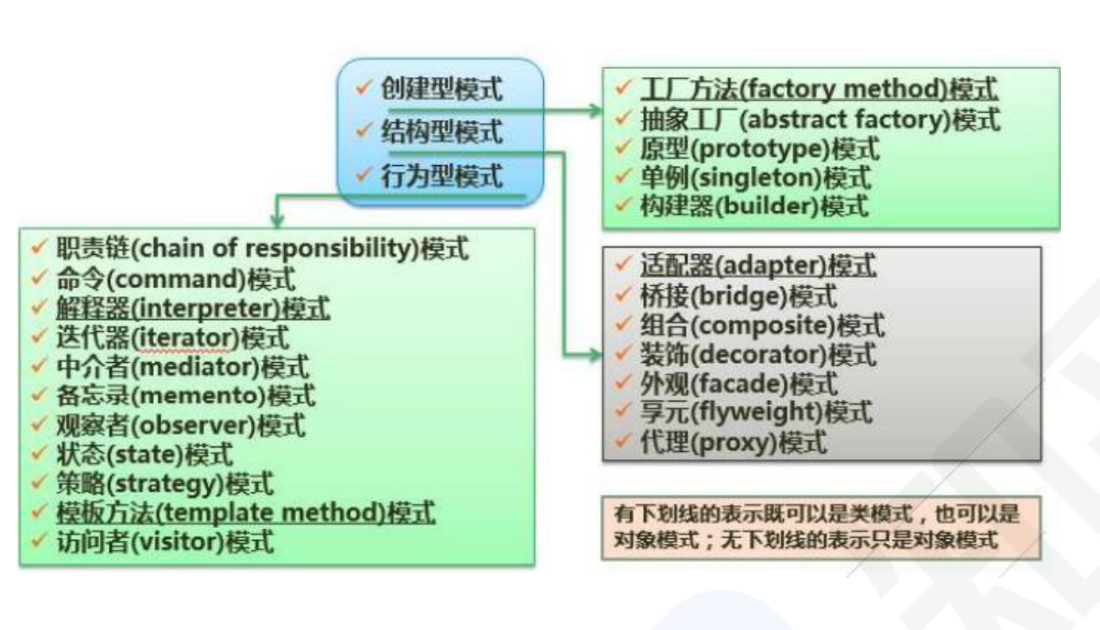 创建型模式
结构型模式
行为型模式
工厂方法(factory method)模式
抽象工厂(abstract factory)模式
原型(prototype)模式
单例(singleton)模式
构建器(builder)模式
职责链(chain of responsibility)模式
命令(command)模式
解释器(interpreter)模式
迭代器(iterator)模式
中介者(mediator)模式
备忘录(memento)模式
观察者(observer)模式
状态(state)模式
策略(strategy)模式
模板方法(template method)模式
访问者(visitor)模式
适配器(adapter)模式
桥接(bridge)模式
组合(composite)模式
装饰(decorator)模式
外观(facade)模式
享元(flyweight)模式
代理(proxy)模式
有下划线的表示既可以是类模式，也可以是
对象模式；无下划线的表示只是对象模式